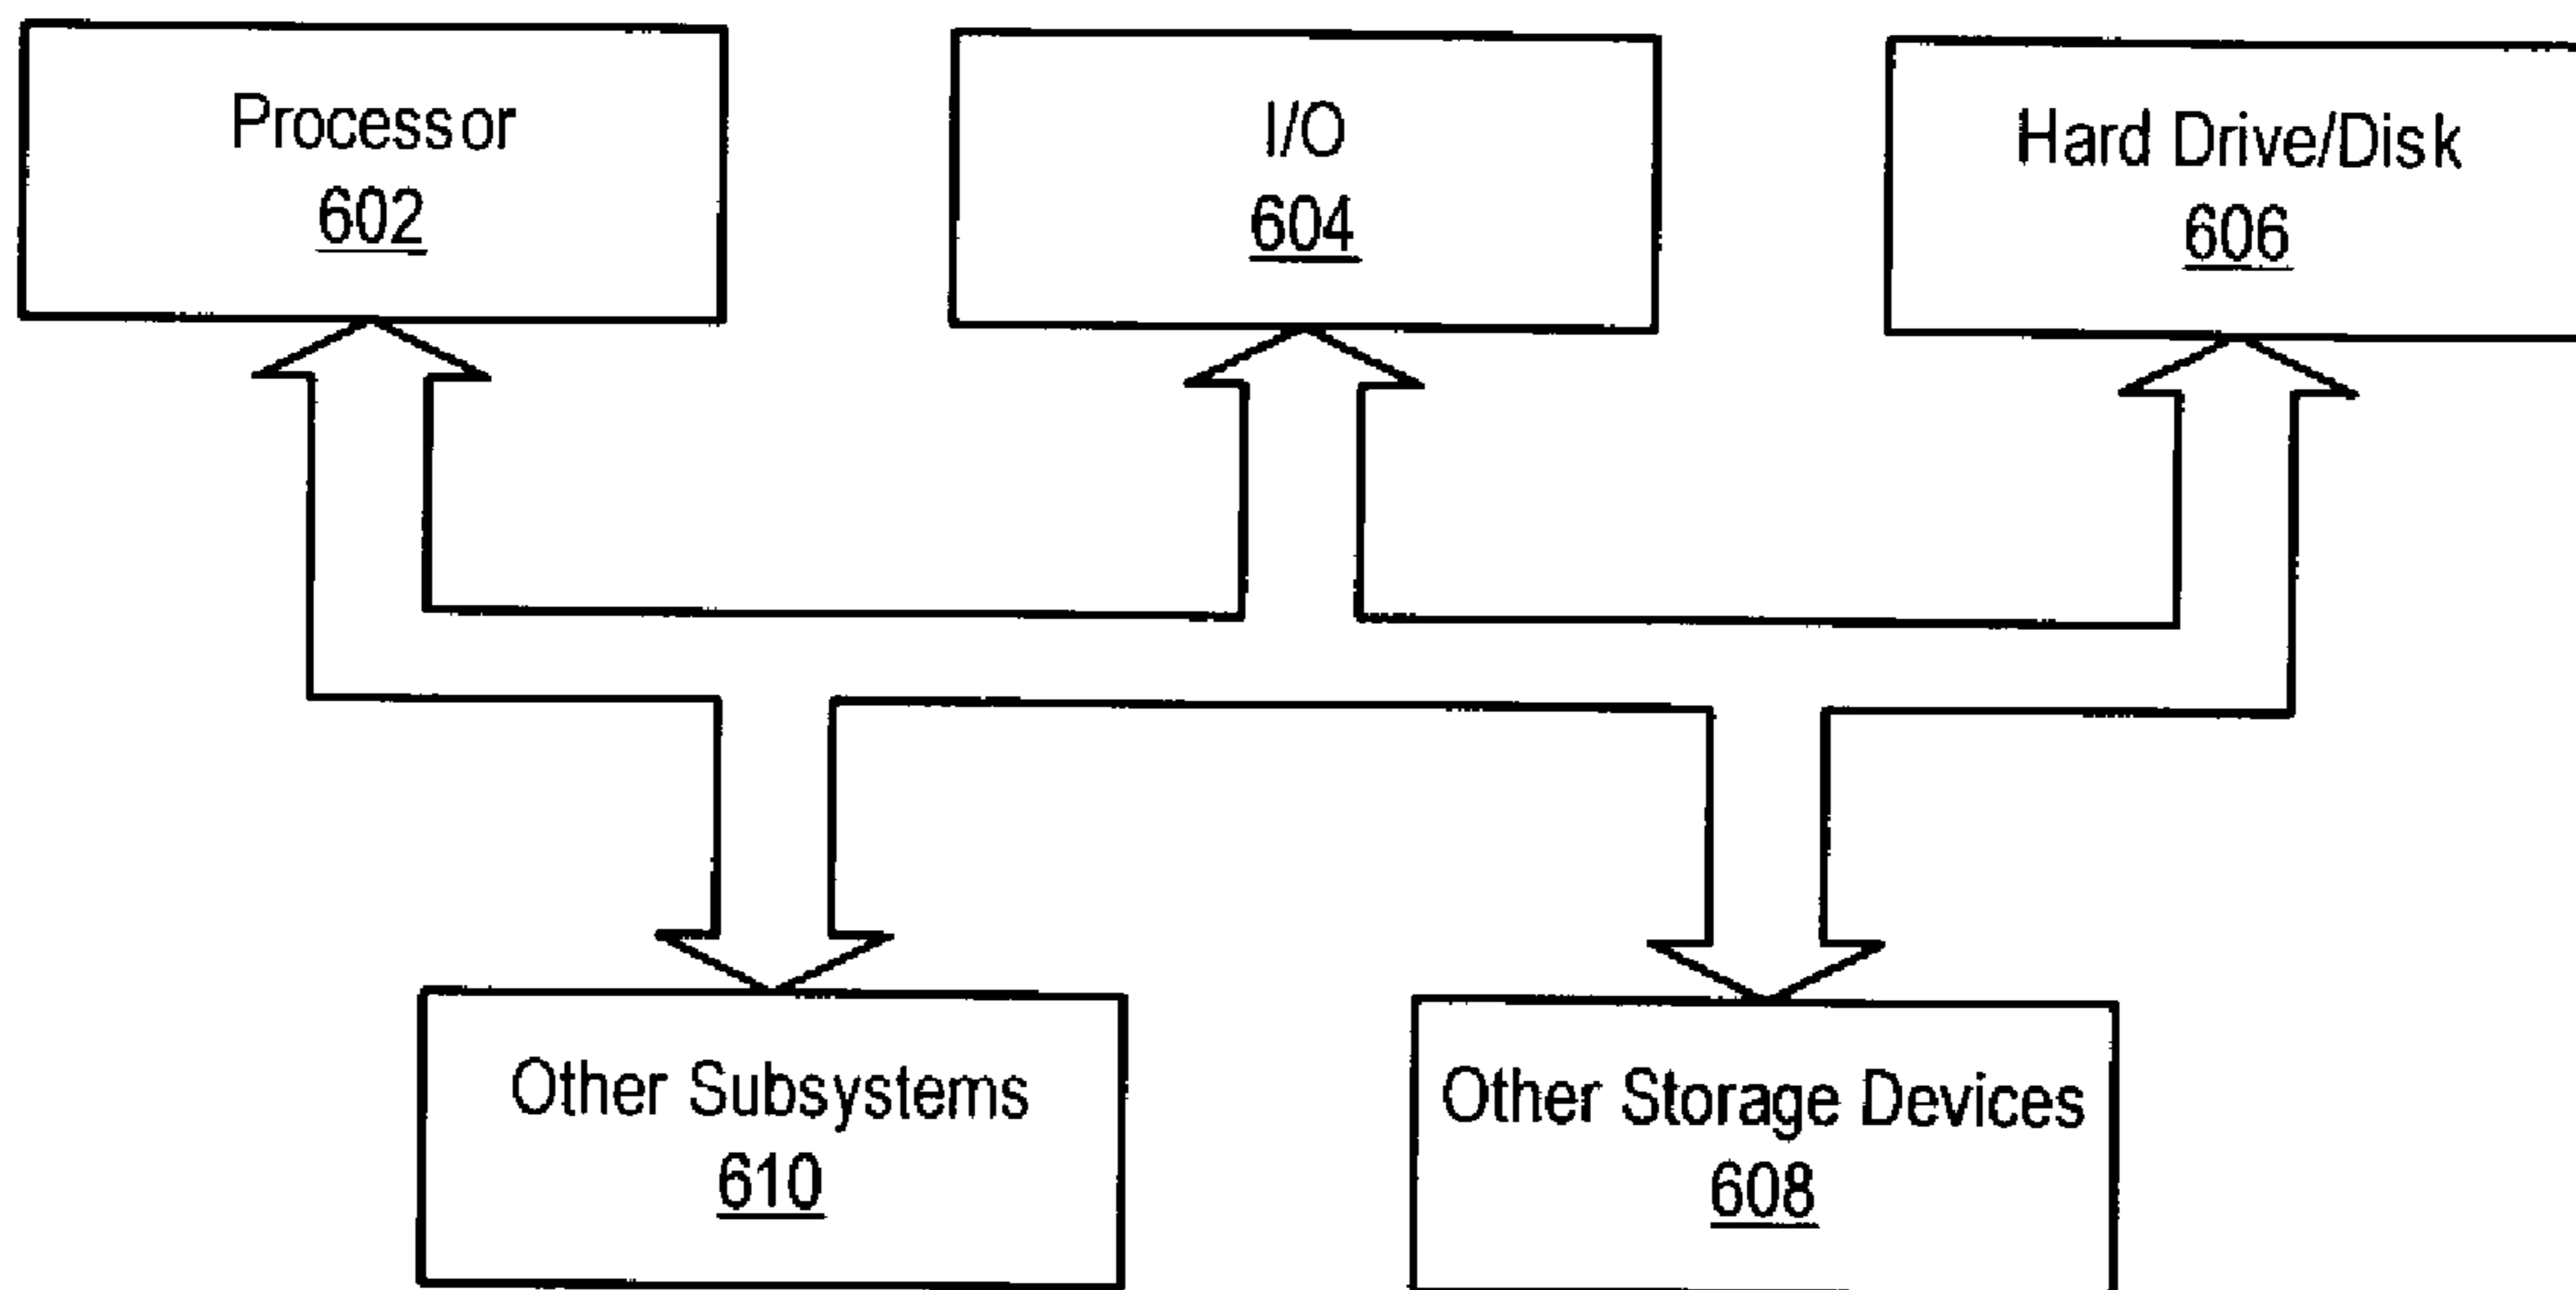 Processor
602
I/O
604
Hard Drive/Disk
606
Other Subsystems
610
Other Storage Devices
608